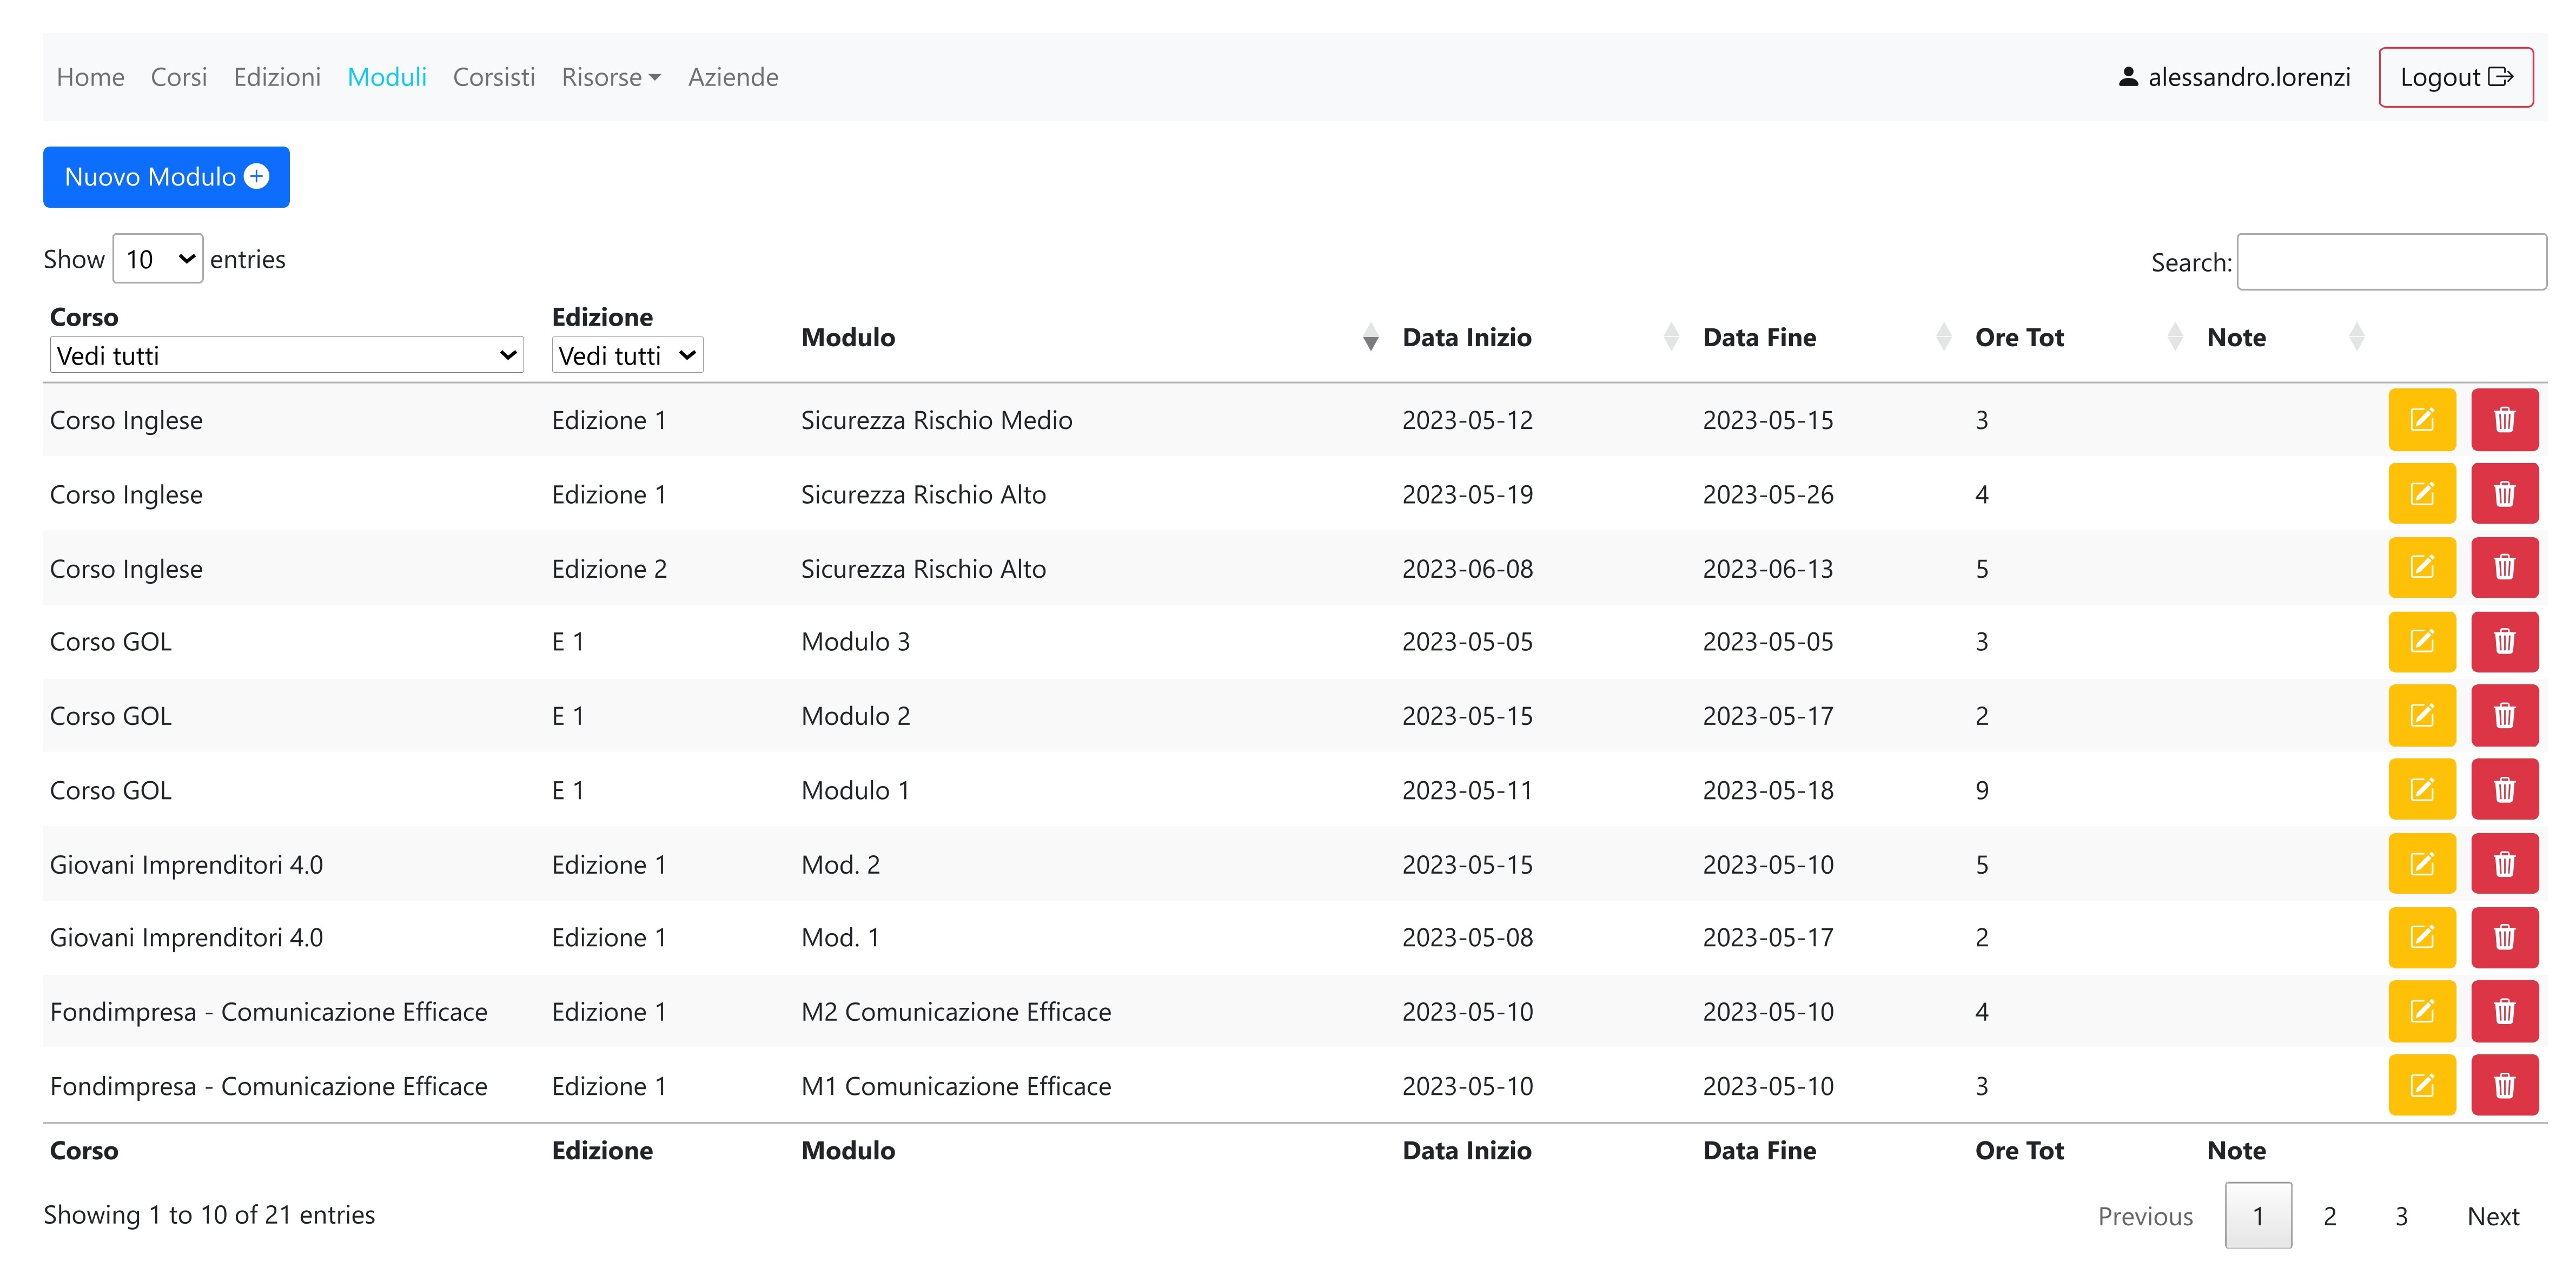 Home Corsi Edizioni Moduli Corsisti Risorse Aziende alessandro.lorenzi Logout
Nuovo Modulo
Show 10 entries Search:
Corso Edizione Modulo Data Inizio Data Fine Ore Tot Note
Vedi tutti Vedi tutti
Corso Inglese Edizione 1 Sicurezza Rischio Medio 2023-05-12 2023-05-15 3
Corso Inglese Edizione 1 Sicurezza Rischio Alto 2023-05-19 2023-05-26 4
Corso Inglese Edizione 2 Sicurezza Rischio Alto 2023-06-08 2023-06-13 5
Corso GOL E 1 Modulo 3 2023-05-05 2023-05-05 3
Corso GOL E 1 Modulo 2 2023-05-15 2023-05-17 2
Corso GOL E 1 Modulo 1 2023-05-11 2023-05-18 9
Giovani Imprenditori 4.0 Edizione 1 Mod. 2 2023-05-15 2023-05-10 5
Giovani Imprenditori 4.0 Edizione 1 Mod. 1 2023-05-08 2023-05-17 2
Fondimpresa - Comunicazione Efficace Edizione 1 M2 Comunicazione Efficace 2023-05-10 2023-05-10 4
Fondimpresa - Comunicazione Efficace Edizione 1 M1 Comunicazione Efficace 2023-05-10 2023-05-10 3
Corso Edizione Modulo Data Inizio Data Fine Ore Tot Note
Showing 1 to 10 of 21 entries Previous 1 2 3 Next